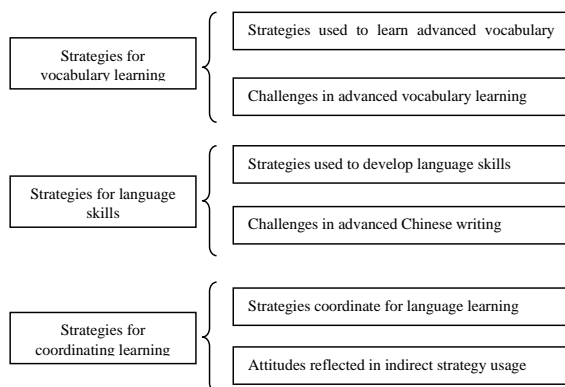 Strategies used to learn advanced vocabulary
Strategies for
vocabulary learning
Challenges in advanced vocabulary learning
Strategies used to develop language skills
Strategies for language
skills
Challenges in advanced Chinese writing
Strategies coordinate for language learning
Strategies for
coordinating learning
Attitudes reflected in indirect strategy usage